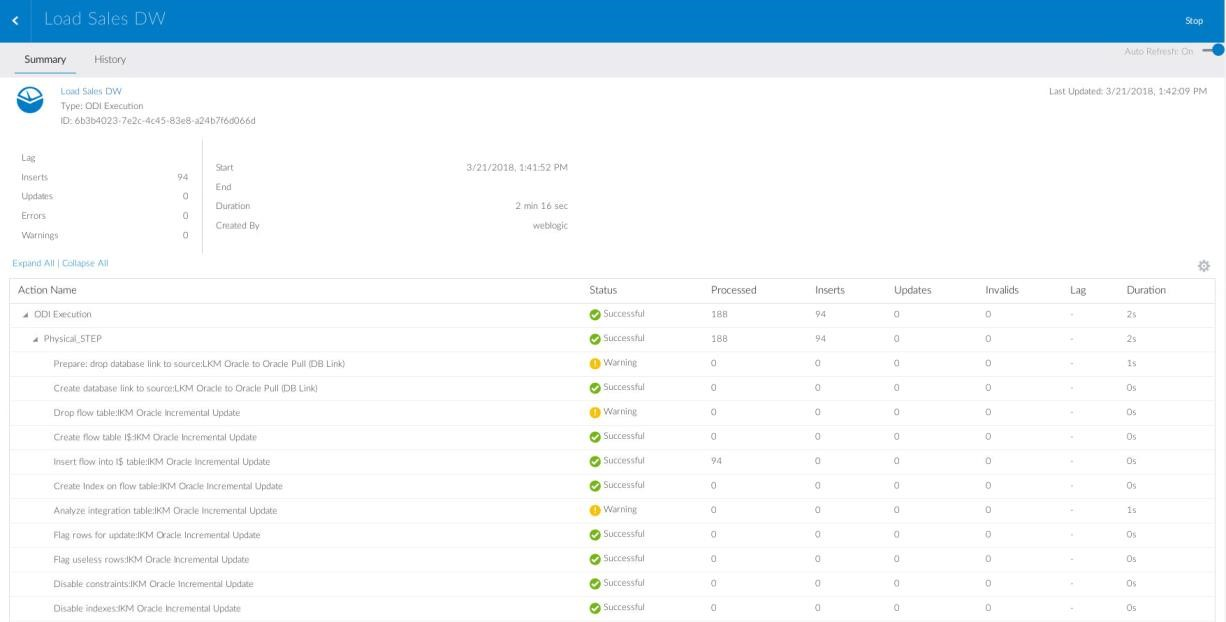 Load Sales DW
Stop
Summary History
Auto Refresh: On
Load Sales DW
Type: ODI Execution
ID: 6b3b4023-7e2c-4c45-83e8-a24b7f6d066d
Last Updated: 3/21/2018, 1:42:09 PM
Lag
Inserts 94
Updates 0
Errors 0
Warnings 0
Start 3/21/2018, 1:41:52 PM
End
Duration 2 min 16 sec
Created By weblogic
Expand All | Collapse All
Action Name Status Processed Inserts Updates Invalids Lag Duration
ODI Execution Successful 188 94 0 0 - 2s
Physical_STEP Successful 188 94 0 0 - 2s
Prepare: drop database link to source:LKM Oracle to Oracle Pull (DB Link) Warning 0 0 0 0 - 1s
Create database link to source:LKM Oracle to Oracle Pull (DB Link) Successful 0 0 0 0 - 0s
Drop flow table:IKM Oracle Incremental Update Warning 0 0 0 0 - 0s
Create flow table I$:IKM Oracle Incremental Update Successful 0 0 0 0 - 0s
Insert flow into I$ table:IKM Oracle Incremental Update Successful 94 0 0 0 - 0s
Create Index on flow table:IKM Oracle Incremental Update Successful 0 0 0 0 - 0s
Analyze integration table:IKM Oracle Incremental Update Warning 0 0 0 0 - 1s
Flag rows for update:IKM Oracle Incremental Update Successful 0 0 0 0 - 0s
Flag useless rows:IKM Oracle Incremental Update Successful 0 0 0 0 - 0s
Disable constraints:IKM Oracle Incremental Update Successful 0 0 0 0 - 0s
Disable indexes:IKM Oracle Incremental Update Successful 0 0 0 0 - 0s